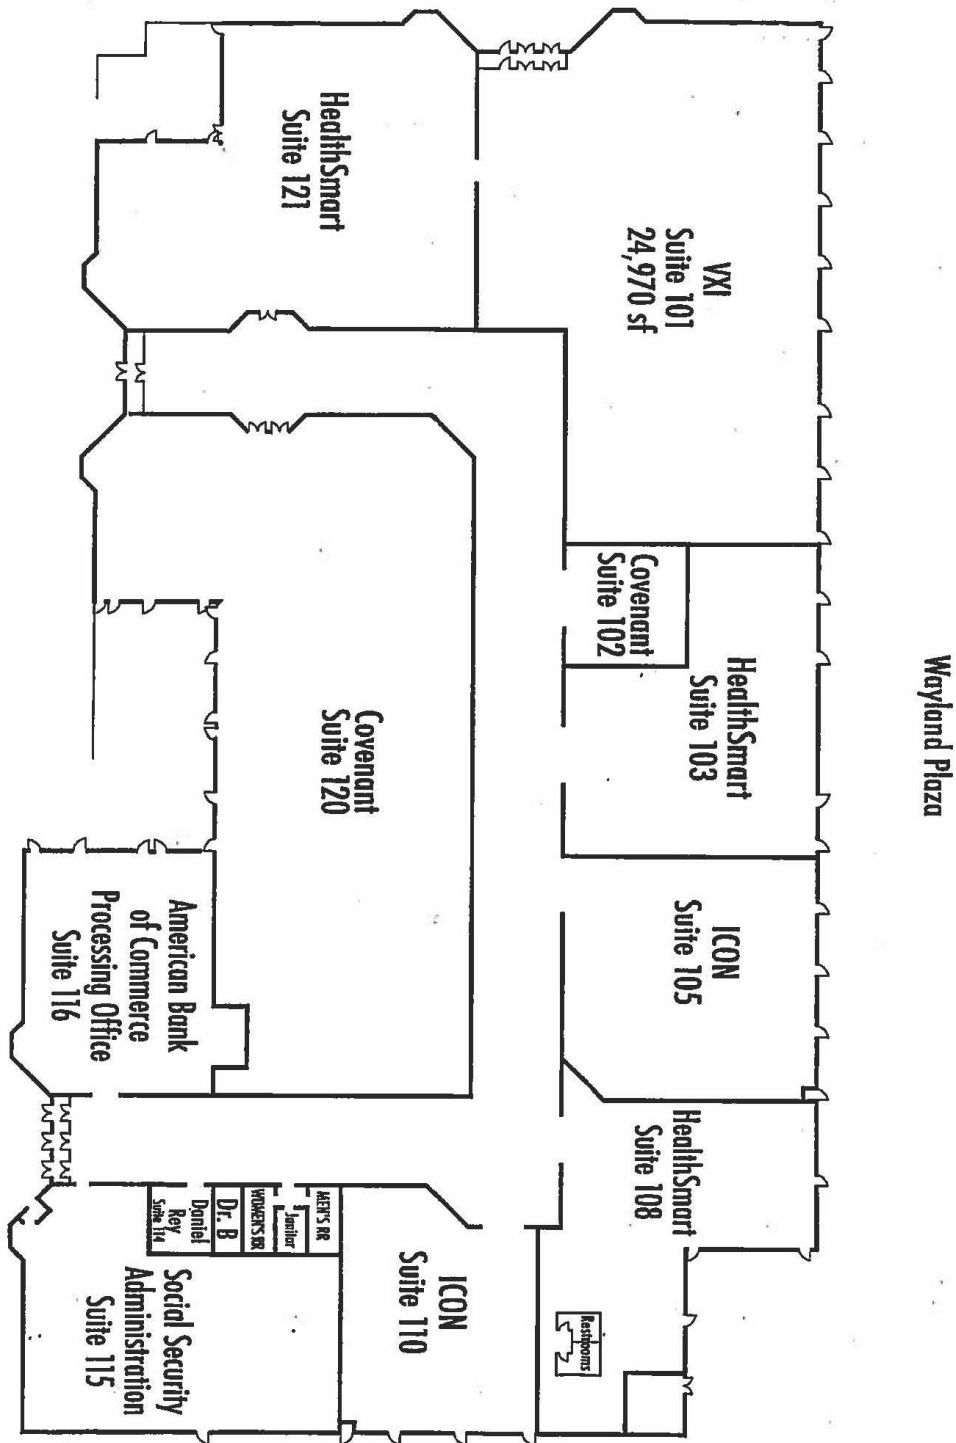 Wayland Plaza
VXI
Suite 101
24,970 sf
HealthSmart
Suite 121
Covenant
Suite 102
HealthSmart
Suite 103
Covenant
Suite 120
ICON
Suite 105
American Bank
of Commerce
Processing Office
Suite 116
HealthSmart
Suite 108
MEN'S RR
Janitor
WOMEN'S RR
Dr. B
Daniel
Rey
Suite 114
ICON
Suite 110
Restrooms
Social Security
Administration
Suite 115